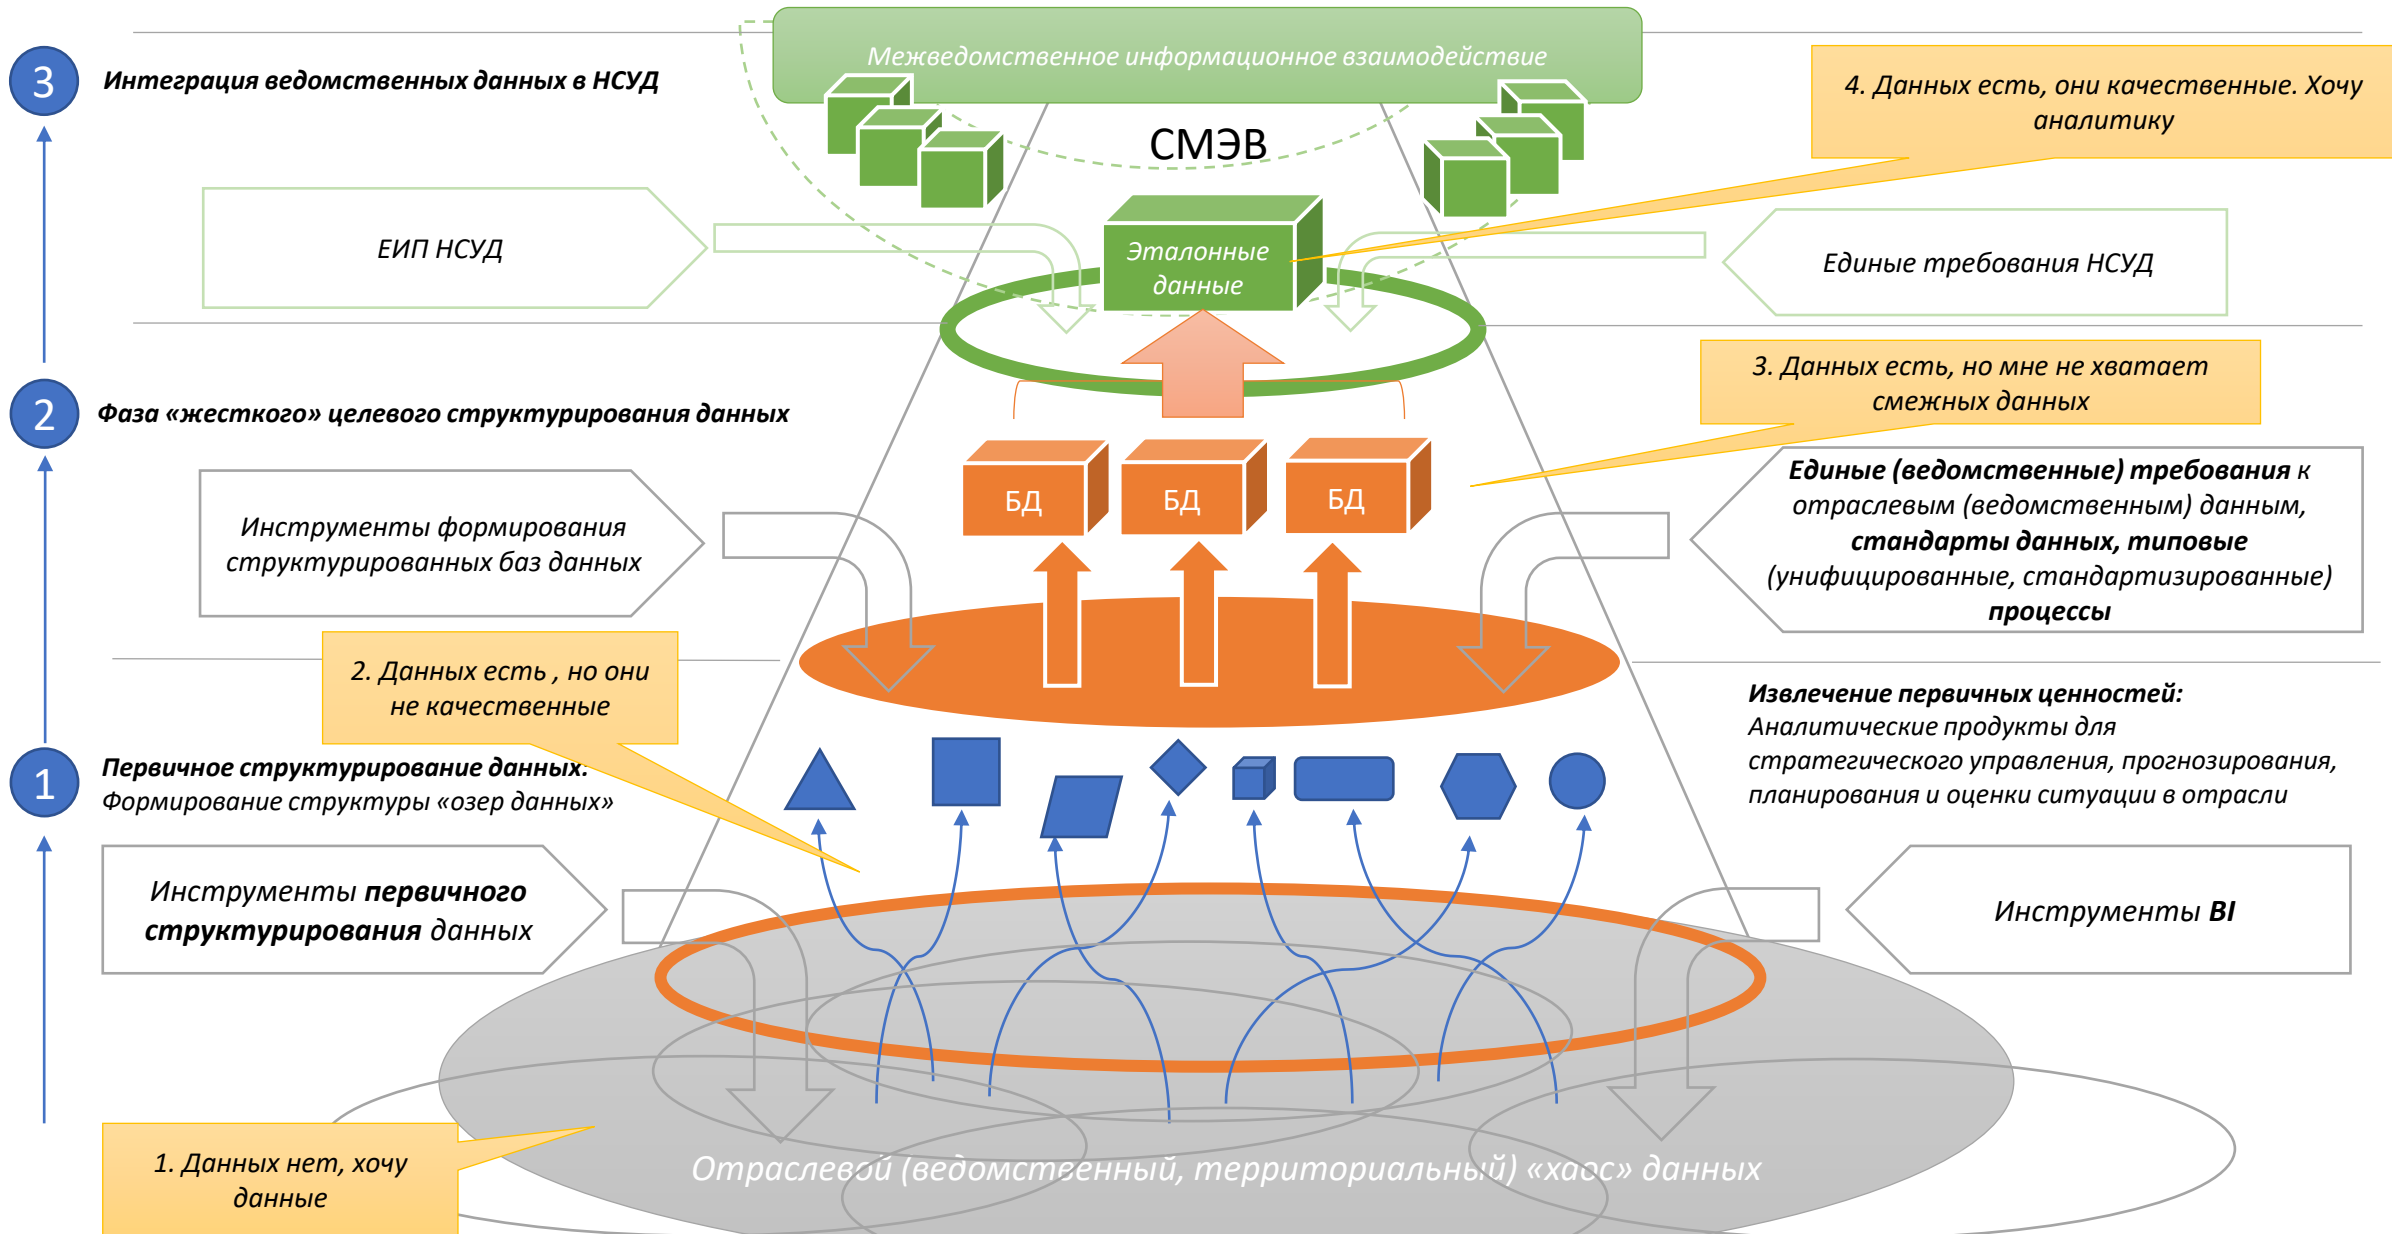 Межведомственное информационное взаимодействие
3
Интеграция ведомственных данных в НСУД
4. Данных есть, они качественные. Хочу
аналитику
СМЭВ
ЕИП НСУД
Эталонные
данные
Единые требования НСУД
2
Фаза «жесткого» целевого структурирования данных
3. Данных есть, но мне не хватает
смежных данных
БД
БД
БД
Инструменты формирования
структурированных баз данных
Единые (ведомственные) требования к
отраслевым (ведомственным) данным,
стандарты данных, типовые
(унифицированные, стандартизированные)
процессы
2. Данных есть , но они
не качественные
1
Первичное структурирование данных:
Формирование структуры «озер данных»
Извлечение первичных ценностей:
Аналитические продукты для
стратегического управления, прогнозирования,
планирования и оценки ситуации в отрасли
Инструменты первичного
структурирования данных
Инструменты BI
1. Данных нет, хочу
данные
Отраслевой (ведомственный, территориальный) «хаос» данных